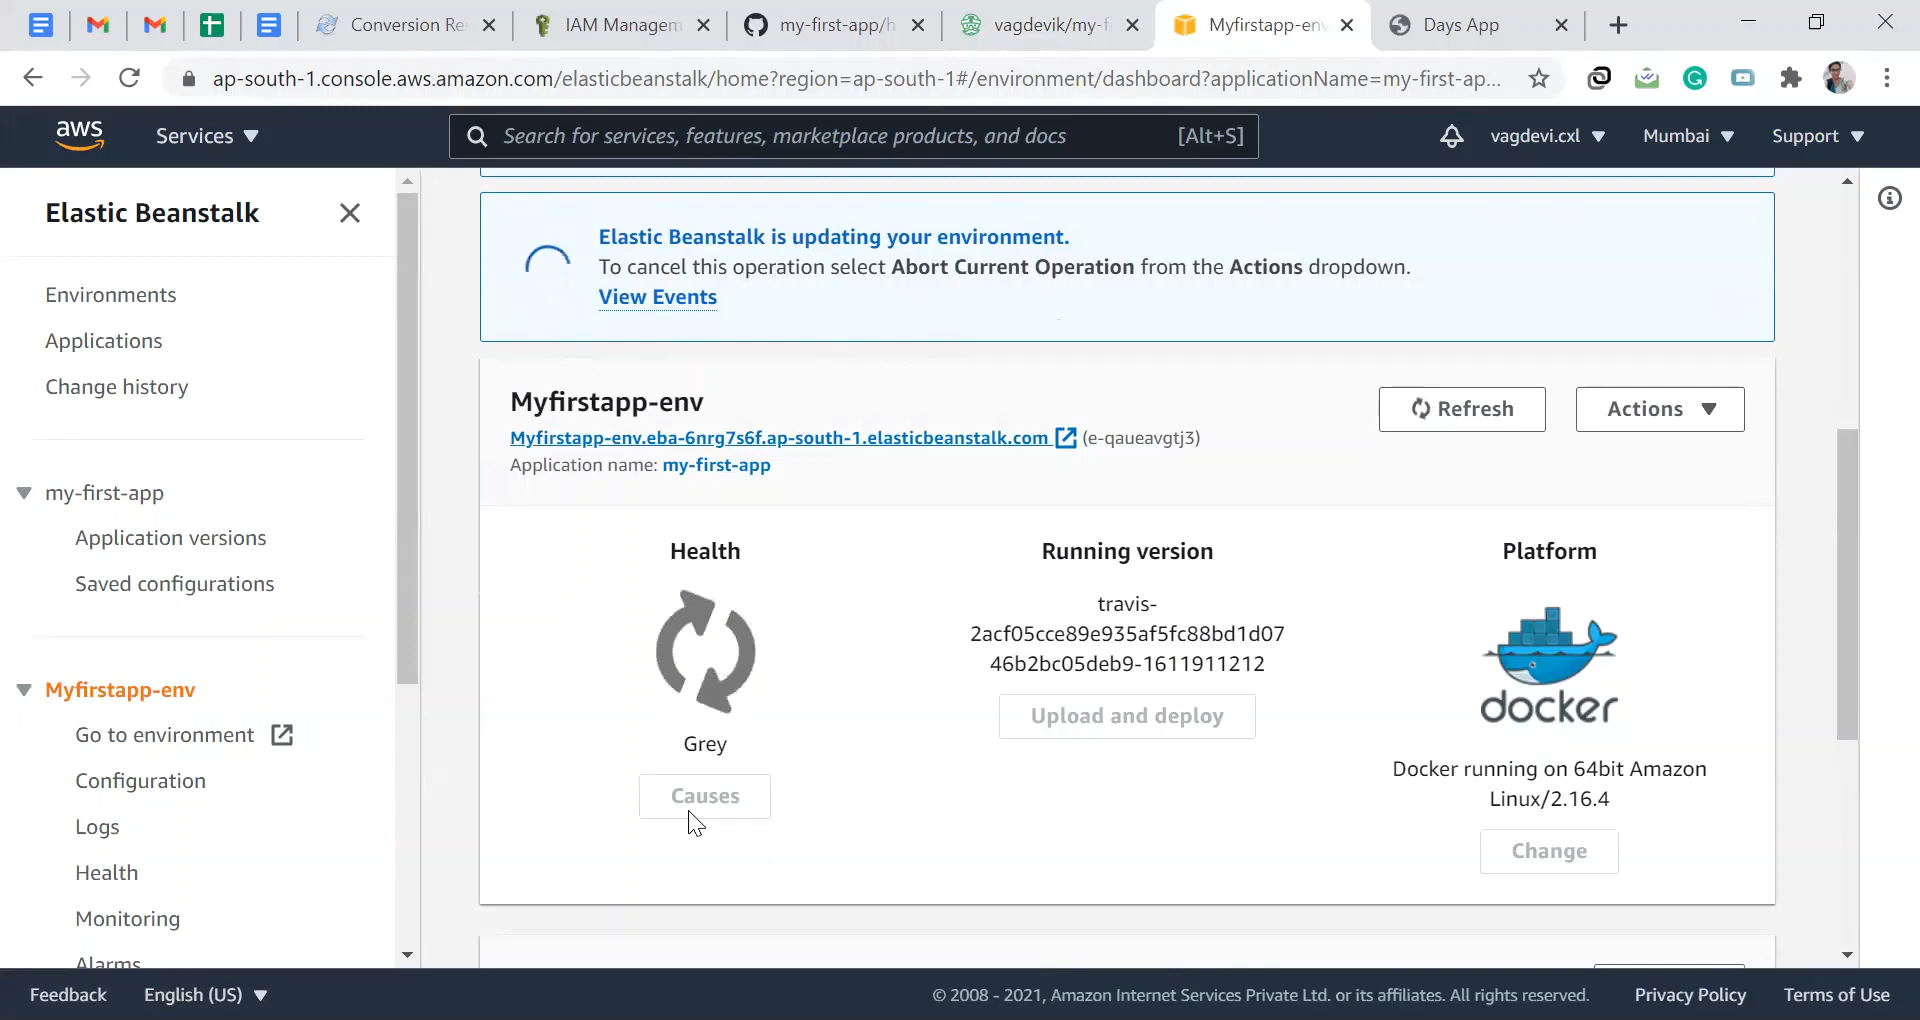 Conversion Re
IAM Managem
my-first-app/h
vagdevik/my-f
Myfirstapp-env
Days App
ap-south-1.console.aws.amazon.com/elasticbeanstalk/home?region=ap-south-1#/environment/dashboard?applicationName=my-first-ap...
aws
Services
Search for services, features, marketplace products, and docs
[Alt+S]
vagdevi.cxl
Mumbai
Support
Elastic Beanstalk
Environments
Applications
Change history
my-first-app
Application versions
Saved configurations
Myfirstapp-env
Go to environment
Configuration
Logs
Health
Monitoring
Alarms
Elastic Beanstalk is updating your environment.
To cancel this operation select Abort Current Operation from the Actions dropdown.
View Events
Myfirstapp-env
Refresh
Actions
Myfirstapp-env.eba-6nrg7s6f.ap-south-1.elasticbeanstalk.com (e-qaueavgtj3)
Application name: my-first-app
Health
Grey
Causes
Running version
travis-
2acf05cce89e935af5fc88bd1d07
46b2bc05deb9-1611911212
Upload and deploy
Platform
docker
Docker running on 64bit Amazon
Linux/2.16.4
Change
Feedback
English (US)
© 2008 - 2021, Amazon Internet Services Private Ltd. or its affiliates. All rights reserved.
Privacy Policy
Terms of Use